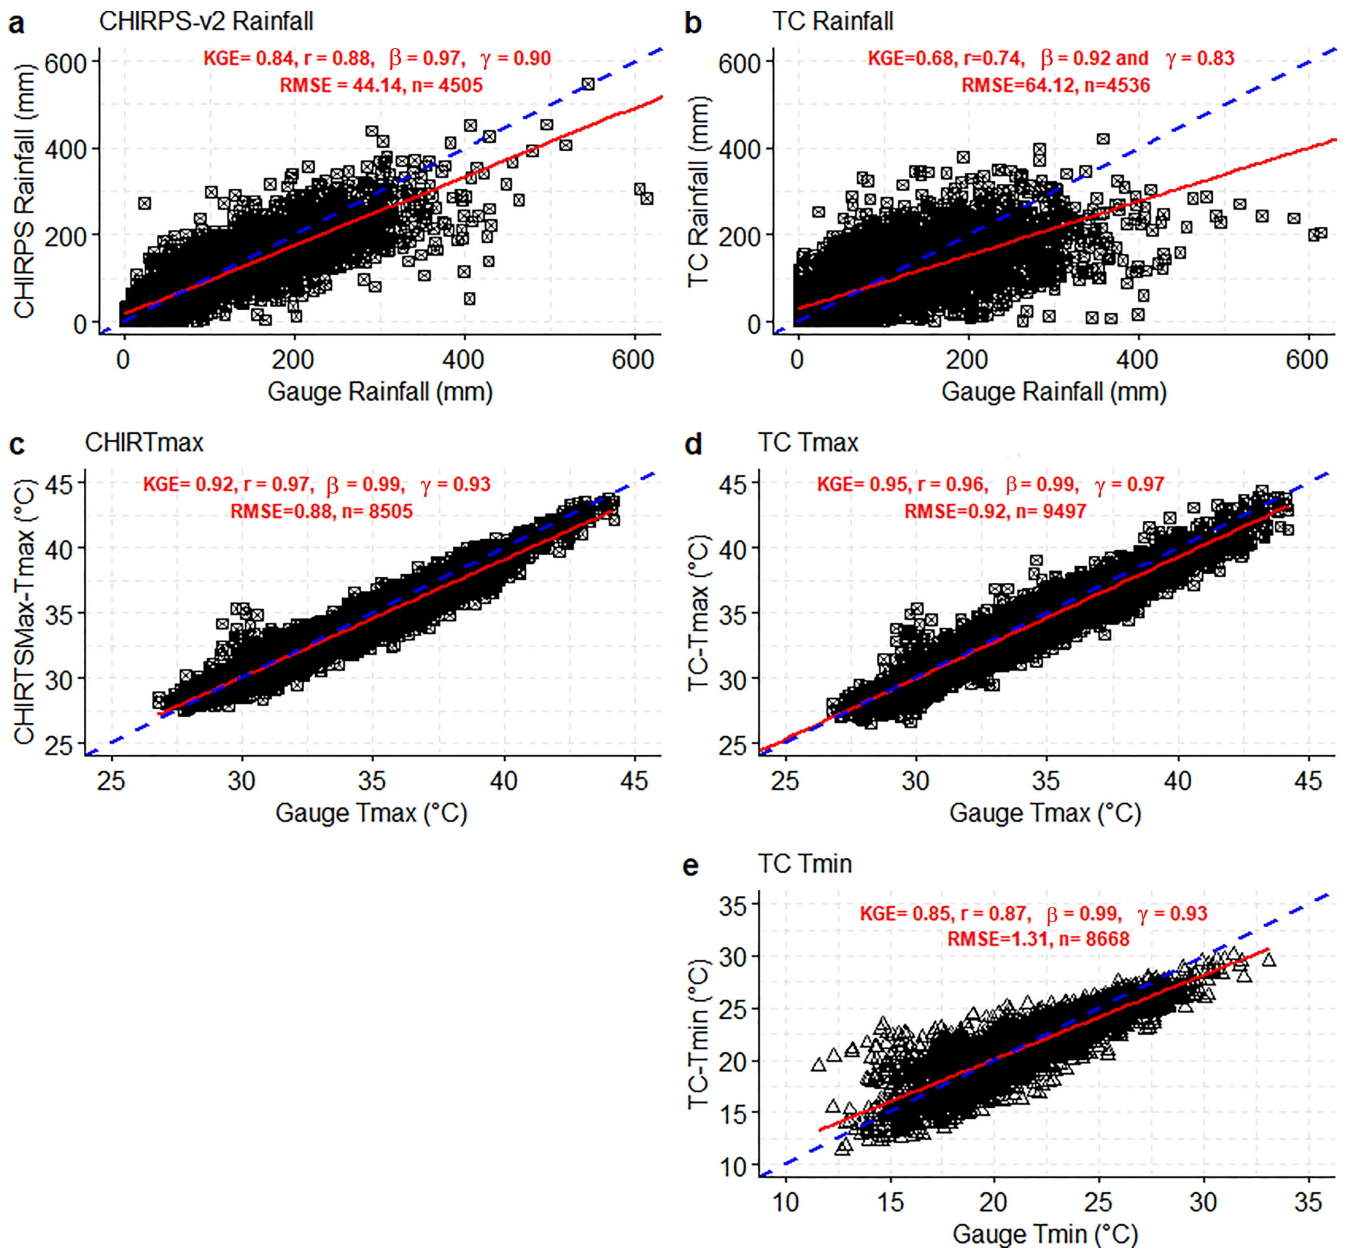 a CHIRPS-v2 Rainfall
KGE= 0.84, r = 0.88, β = 0.97, γ = 0.90
RMSE = 44.14, n= 4505
CHIRPS Rainfall (mm)
600
400
200
0
0 200 400 600
Gauge Rainfall (mm)
b TC Rainfall
KGE=0.68, r=0.74, β = 0.92 and γ = 0.83
RMSE=64.12, n=4536
TC Rainfall (mm)
600
400
200
0
0 200 400 600
Gauge Rainfall (mm)
c CHIRTmax
KGE= 0.92, r = 0.97, β = 0.99, γ = 0.93
RMSE=0.88, n= 8505
CHIRTSMax-Tmax (°C)
45
40
35
30
25
25 30 35 40 45
Gauge Tmax (°C)
d TC Tmax
KGE= 0.95, r = 0.96, β = 0.99, γ = 0.97
RMSE=0.92, n= 9497
TC-Tmax (°C)
45
40
35
30
25
25 30 35 40 45
Gauge Tmax (°C)
e TC Tmin
KGE= 0.85, r = 0.87, β = 0.99, γ = 0.93
RMSE=1.31, n= 8668
TC-Tmin (°C)
35
30
25
20
15
10
10 15 20 25 30 35
Gauge Tmin (°C)